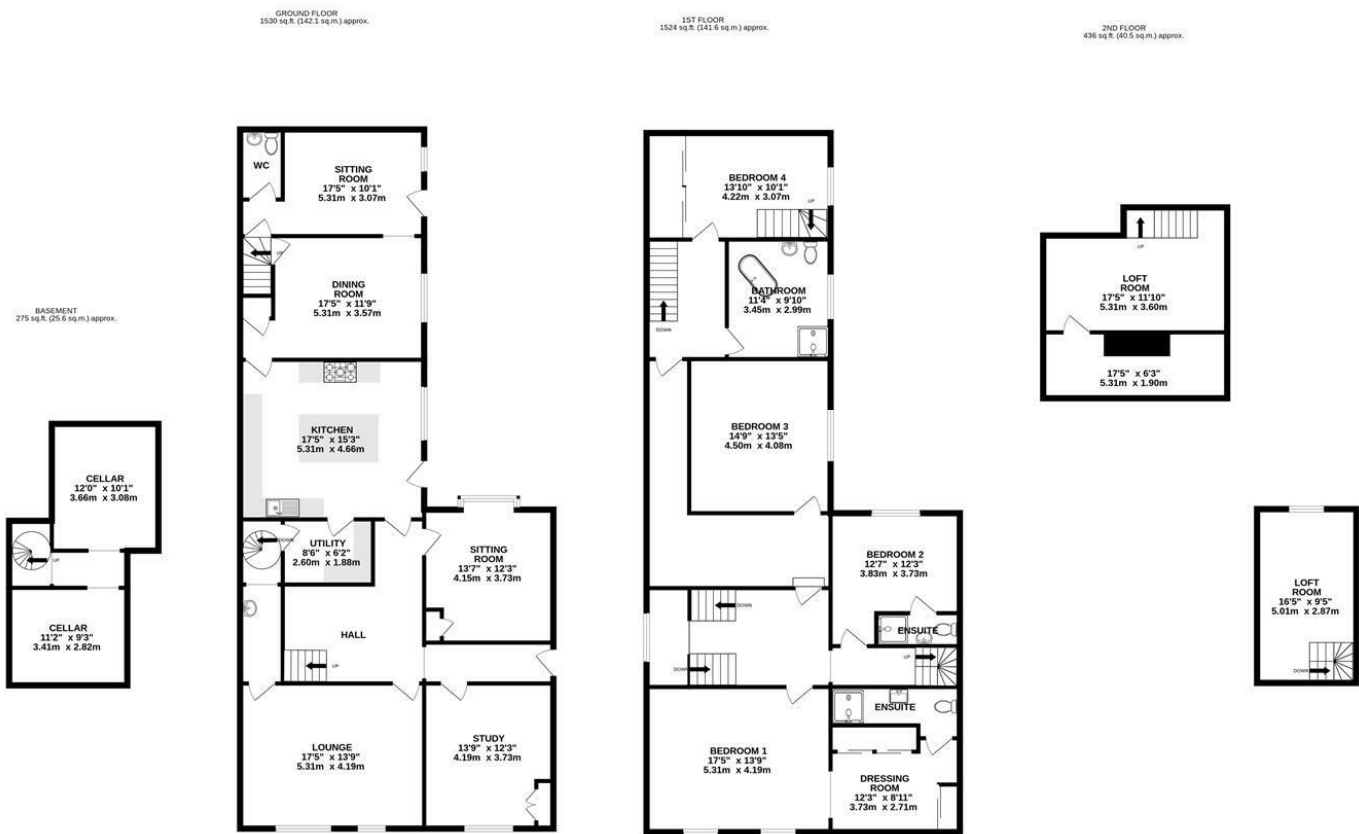 GROUND FLOOR
1530 sq.ft. (142.1 sq.m.) approx.
1ST FLOOR
1524 sq.ft. (141.6 sq.m.) approx.
2ND FLOOR
436 sq.ft. (40.5 sq.m.) approx.
BASEMENT
275 sq.ft. (25.6 sq.m.) approx.
CELLAR
12'0" x 10'1"
3.66m x 3.08m
UP
CELLAR
11'2" x 9'3"
3.41m x 2.82m
WC
SITTING
ROOM
17'5" x 10'1"
5.31m x 3.07m
UP
DINING
ROOM
17'5" x 11'9"
5.31m x 3.57m
KITCHEN
17'5" x 15'3"
5.31m x 4.66m
DOWN
UTILITY
8'6" x 6'2"
2.60m x 1.88m
SITTING
ROOM
13'7" x 12'3"
4.15m x 3.73m
HALL
UP
LOUNGE
17'5" x 13'9"
5.31m x 4.19m
STUDY
13'9" x 12'3"
4.19m x 3.73m
BEDROOM 4
13'10" x 10'1"
4.22m x 3.07m
UP
DOWN
BATHROOM
11'4" x 9'10"
3.45m x 2.99m
BEDROOM 3
14'9" x 13'5"
4.50m x 4.08m
BEDROOM 2
12'7" x 12'3"
3.83m x 3.73m
ENSUITE
DOWN
DOWN
UP
ENSUITE
BEDROOM 1
17'5" x 13'9"
5.31m x 4.19m
DRESSING
ROOM
12'3" x 8'11"
3.73m x 2.71m
UP
LOFT
ROOM
17'5" x 11'10"
5.31m x 3.60m
17'5" x 6'3"
5.31m x 1.90m
LOFT
ROOM
16'5" x 9'5"
5.01m x 2.87m
DOWN